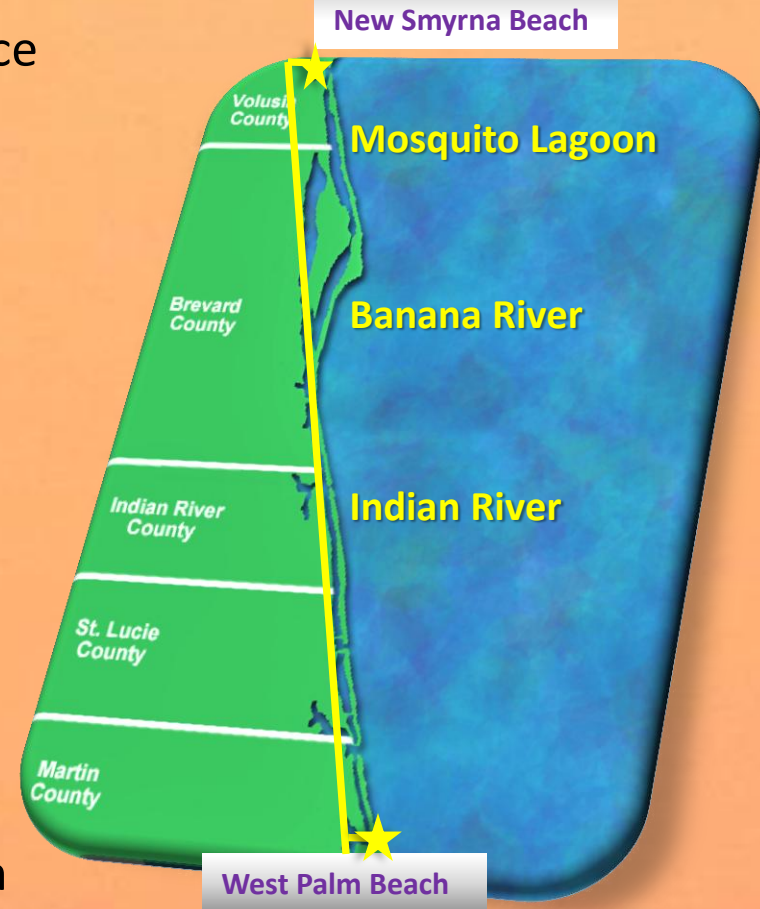 New Smyrna Beach
ce
Volusia
County
Mosquito Lagoon
Brevard
County
Banana River
Indian River
County
Indian River
St. Lucie
County
Martin
County
West Palm Beach